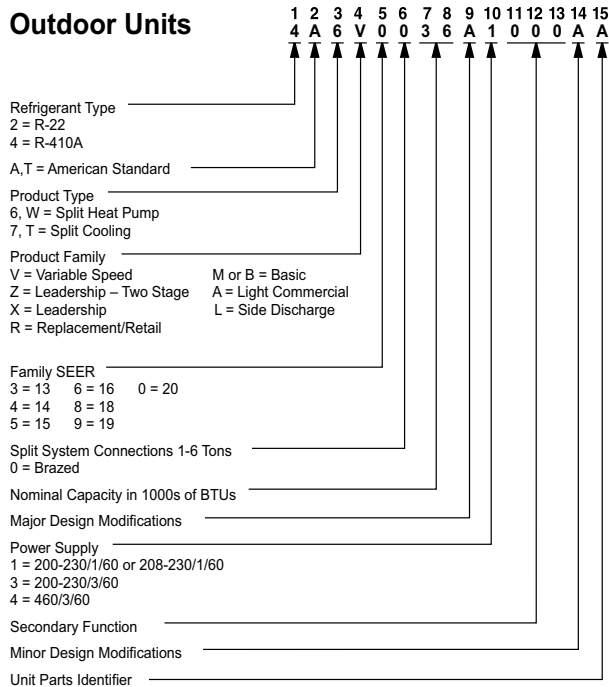 Outdoor Units
1 2 3 4 5 6 7 8 9 10 11 12 13 14 15
4 A 6 V 0 0 3 6 A 1 0 0 0 A A
Refrigerant Type
2 = R-22
4 = R-410A
A,T = American Standard
Product Type
6, W = Split Heat Pump
7, T = Split Cooling
Product Family
V = Variable Speed M or B = Basic
Z = Leadership – Two Stage A = Light Commercial
X = Leadership L = Side Discharge
R = Replacement/Retail
Family SEER
3 = 13 6 = 16 0 = 20
4 = 14 8 = 18
5 = 15 9 = 19
Split System Connections 1-6 Tons
0 = Brazed
Nominal Capacity in 1000s of BTUs
Major Design Modifications
Power Supply
1 = 200-230/1/60 or 208-230/1/60
3 = 200-230/3/60
4 = 460/3/60
Secondary Function
Minor Design Modifications
Unit Parts Identifier